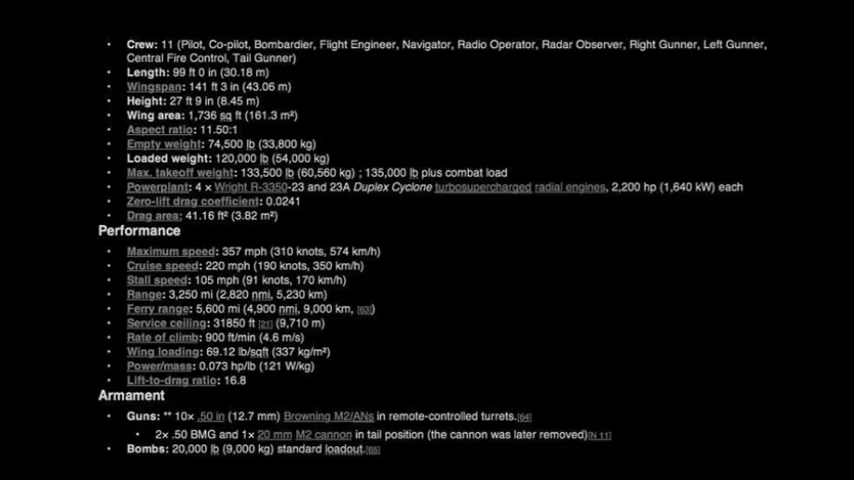 • Crew: 11 (Pilot, Co-pilot, Bombardier, Flight Engineer, Navigator, Radio Operator, Radar Observer, Right Gunner, Left Gunner,
Central Fire Control, Tail Gunner)
• Length: 99 ft 0 in (30.18 m)
• Wingspan: 141 ft 3 in (43.06 m)
• Height: 27 ft 9 in (8.45 m)
• Wing area: 1,736 sq ft (161.3 m²)
• Aspect ratio: 11.50:1
• Empty weight: 74,500 lb (33,800 kg)
• Loaded weight: 120,000 lb (54,000 kg)
• Max. takeoff weight: 133,500 lb (60,560 kg) ; 135,000 lb plus combat load
• Powerplant: 4 × Wright R-3350-23 and 23A Duplex Cyclone turbosupercharged radial engines, 2,200 hp (1,640 kW) each
• Zero-lift drag coefficient: 0.0241
• Drag area: 41.16 ft² (3.82 m²)
Performance
• Maximum speed: 357 mph (310 knots, 574 km/h)
• Cruise speed: 220 mph (190 knots, 350 km/h)
• Stall speed: 105 mph (91 knots, 170 km/h)
• Range: 3,250 mi (2,820 nmi, 5,230 km)
• Ferry range: 5,600 mi (4,900 nmi, 9,000 km, [63])
• Service ceiling: 31850 ft [21] (9,710 m)
• Rate of climb: 900 ft/min (4.6 m/s)
• Wing loading: 69.12 lb/sqft (337 kg/m²)
• Power/mass: 0.073 hp/lb (121 W/kg)
• Lift-to-drag ratio: 16.8
Armament
• Guns: ** 10× .50 in (12.7 mm) Browning M2/ANs in remote-controlled turrets.[64]
• 2× .50 BMG and 1× 20 mm M2 cannon in tail position (the cannon was later removed)[N 11]
• Bombs: 20,000 lb (9,000 kg) standard loadout.[65]